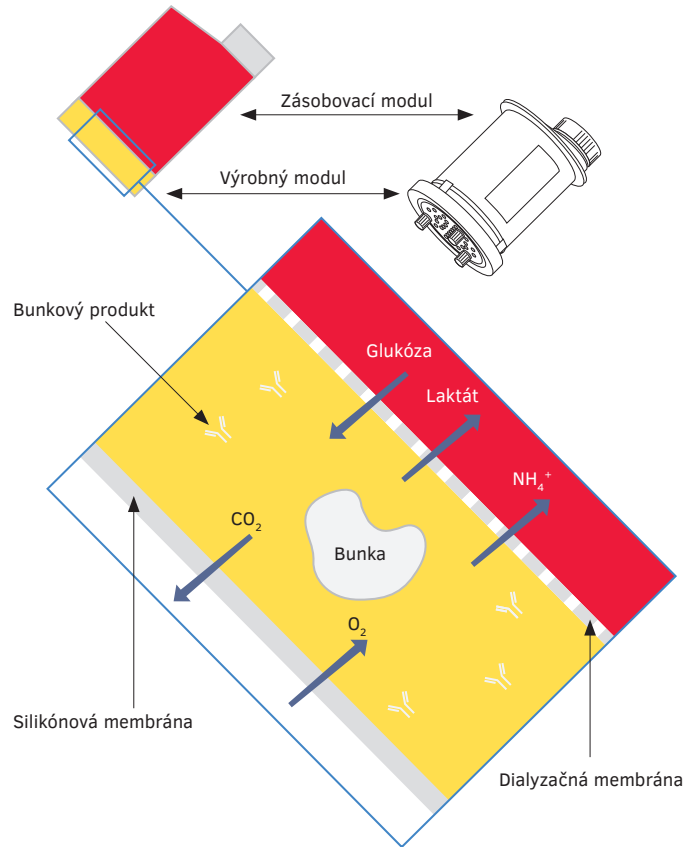 Zásobovací modul
Výrobný modul
Bunkový produkt
Glukóza
Laktát
NH₄⁺
CO₂
Bunka
O₂
Silikónová membrána
Dialyzačná membrána